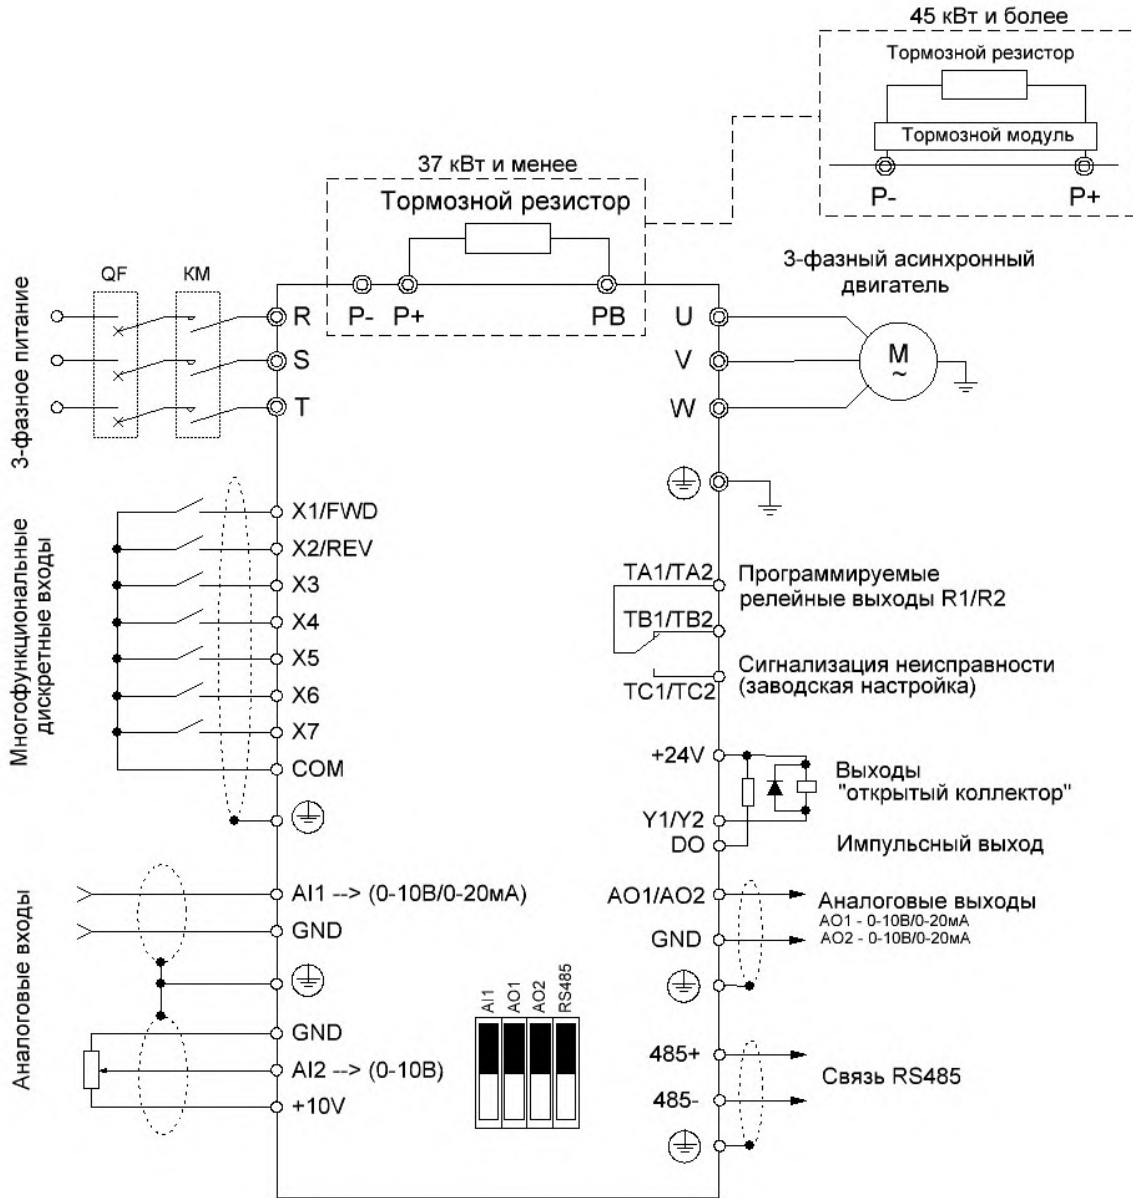 45 кВт и более
Тормозной резистор
Тормозной модуль
P-
P+
37 кВт и менее
Тормозной резистор
P-
P+
PB
3-фазный асинхронный
двигатель
QF
КМ
3-фазное питание
R
S
T
U
V
W
M
~
Многофункциональные
дискретные входы
X1/FWD
X2/REV
X3
X4
X5
X6
X7
COM
TA1/TA2
TB1/TB2
TC1/TC2
Программируемые
релейные выходы R1/R2
Сигнализация неисправности
(заводская настройка)
+24V
Y1/Y2
DO
Выходы
"открытый коллектор"
Импульсный выход
Аналоговые входы
AI1 --> (0-10В/0-20мА)
GND
GND
AI2 --> (0-10В)
+10V
AI1
AO1
AO2
RS485
AO1/AO2
GND
Аналоговые выходы
АО1 - 0-10В/0-20мА
АО2 - 0-10В/0-20мА
485+
485-
Связь RS485